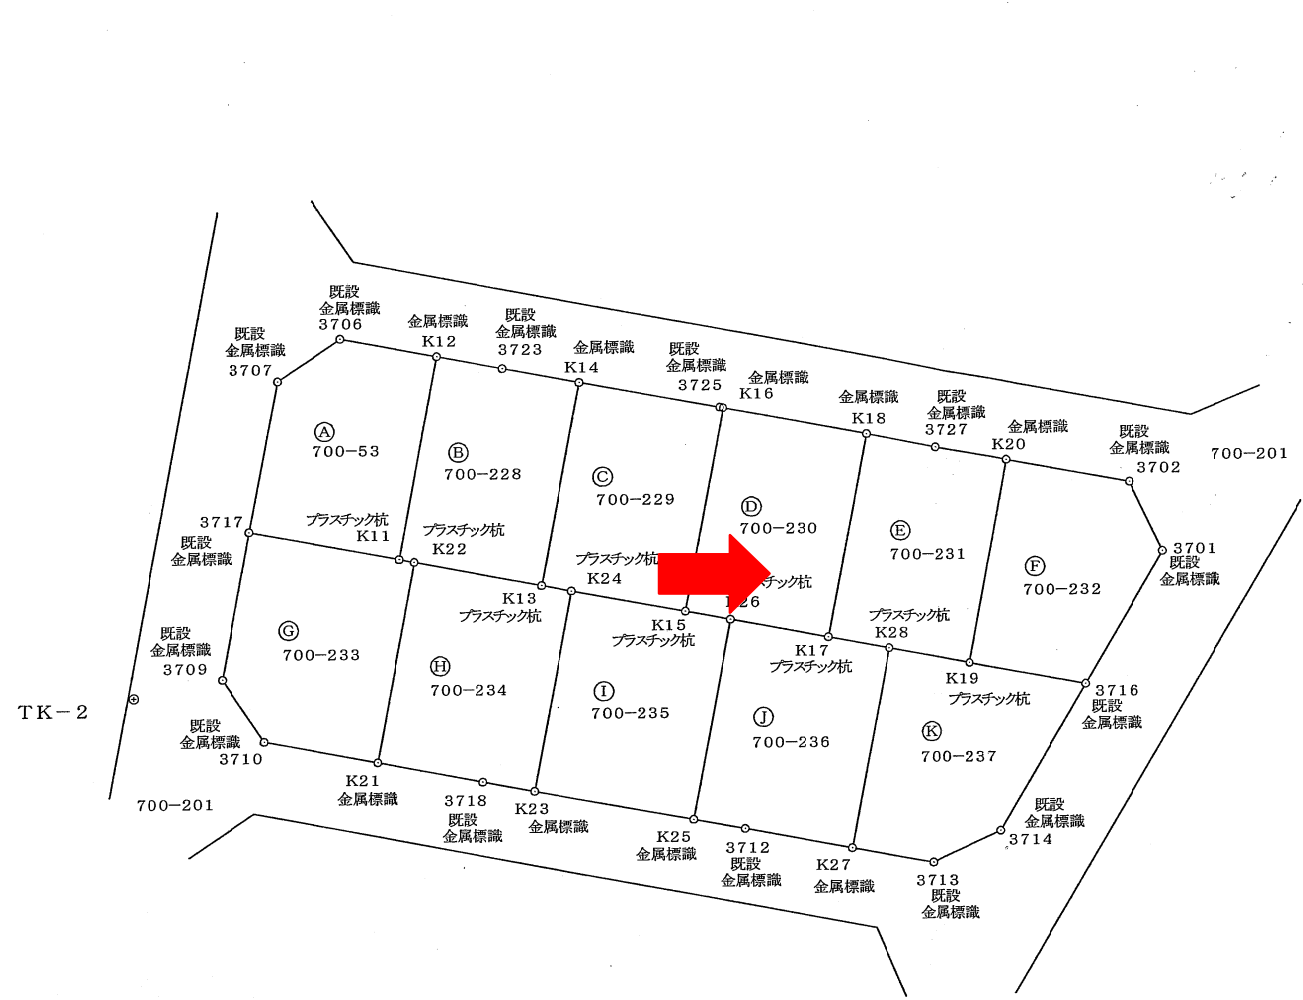 既設
金属標識
3706
既設
金属標識
3707
金属標識
K12
既設
金属標識
3723
金属標識
K14
既設
金属標識
3725
金属標識
K16
金属標識
K18
既設
金属標識
3727
金属標識
K20
既設
金属標識
3702
700-201
Ⓐ
700-53
Ⓑ
700-228
Ⓒ
700-229
Ⓓ
700-230
Ⓔ
700-231
Ⓕ
700-232
3701
既設
金属標識
3717
既設
金属標識
プラスチック杭
K11
プラスチック杭
K22
プラスチック杭
K24
K13
プラスチック杭
チック杭
26
K15
プラスチック杭
プラスチック杭
K28
K17
プラスチック杭
K19
プラスチック杭
3716
既設
金属標識
Ⓖ
700-233
Ⓗ
700-234
Ⓘ
700-235
Ⓙ
700-236
Ⓚ
700-237
既設
金属標識
3709
TK-2
既設
金属標識
3710
700-201
K21
金属標識
3718
既設
金属標識
K23
金属標識
K25
金属標識
3712
既設
金属標識
K27
金属標識
3713
既設
金属標識
既設
金属標識
3714